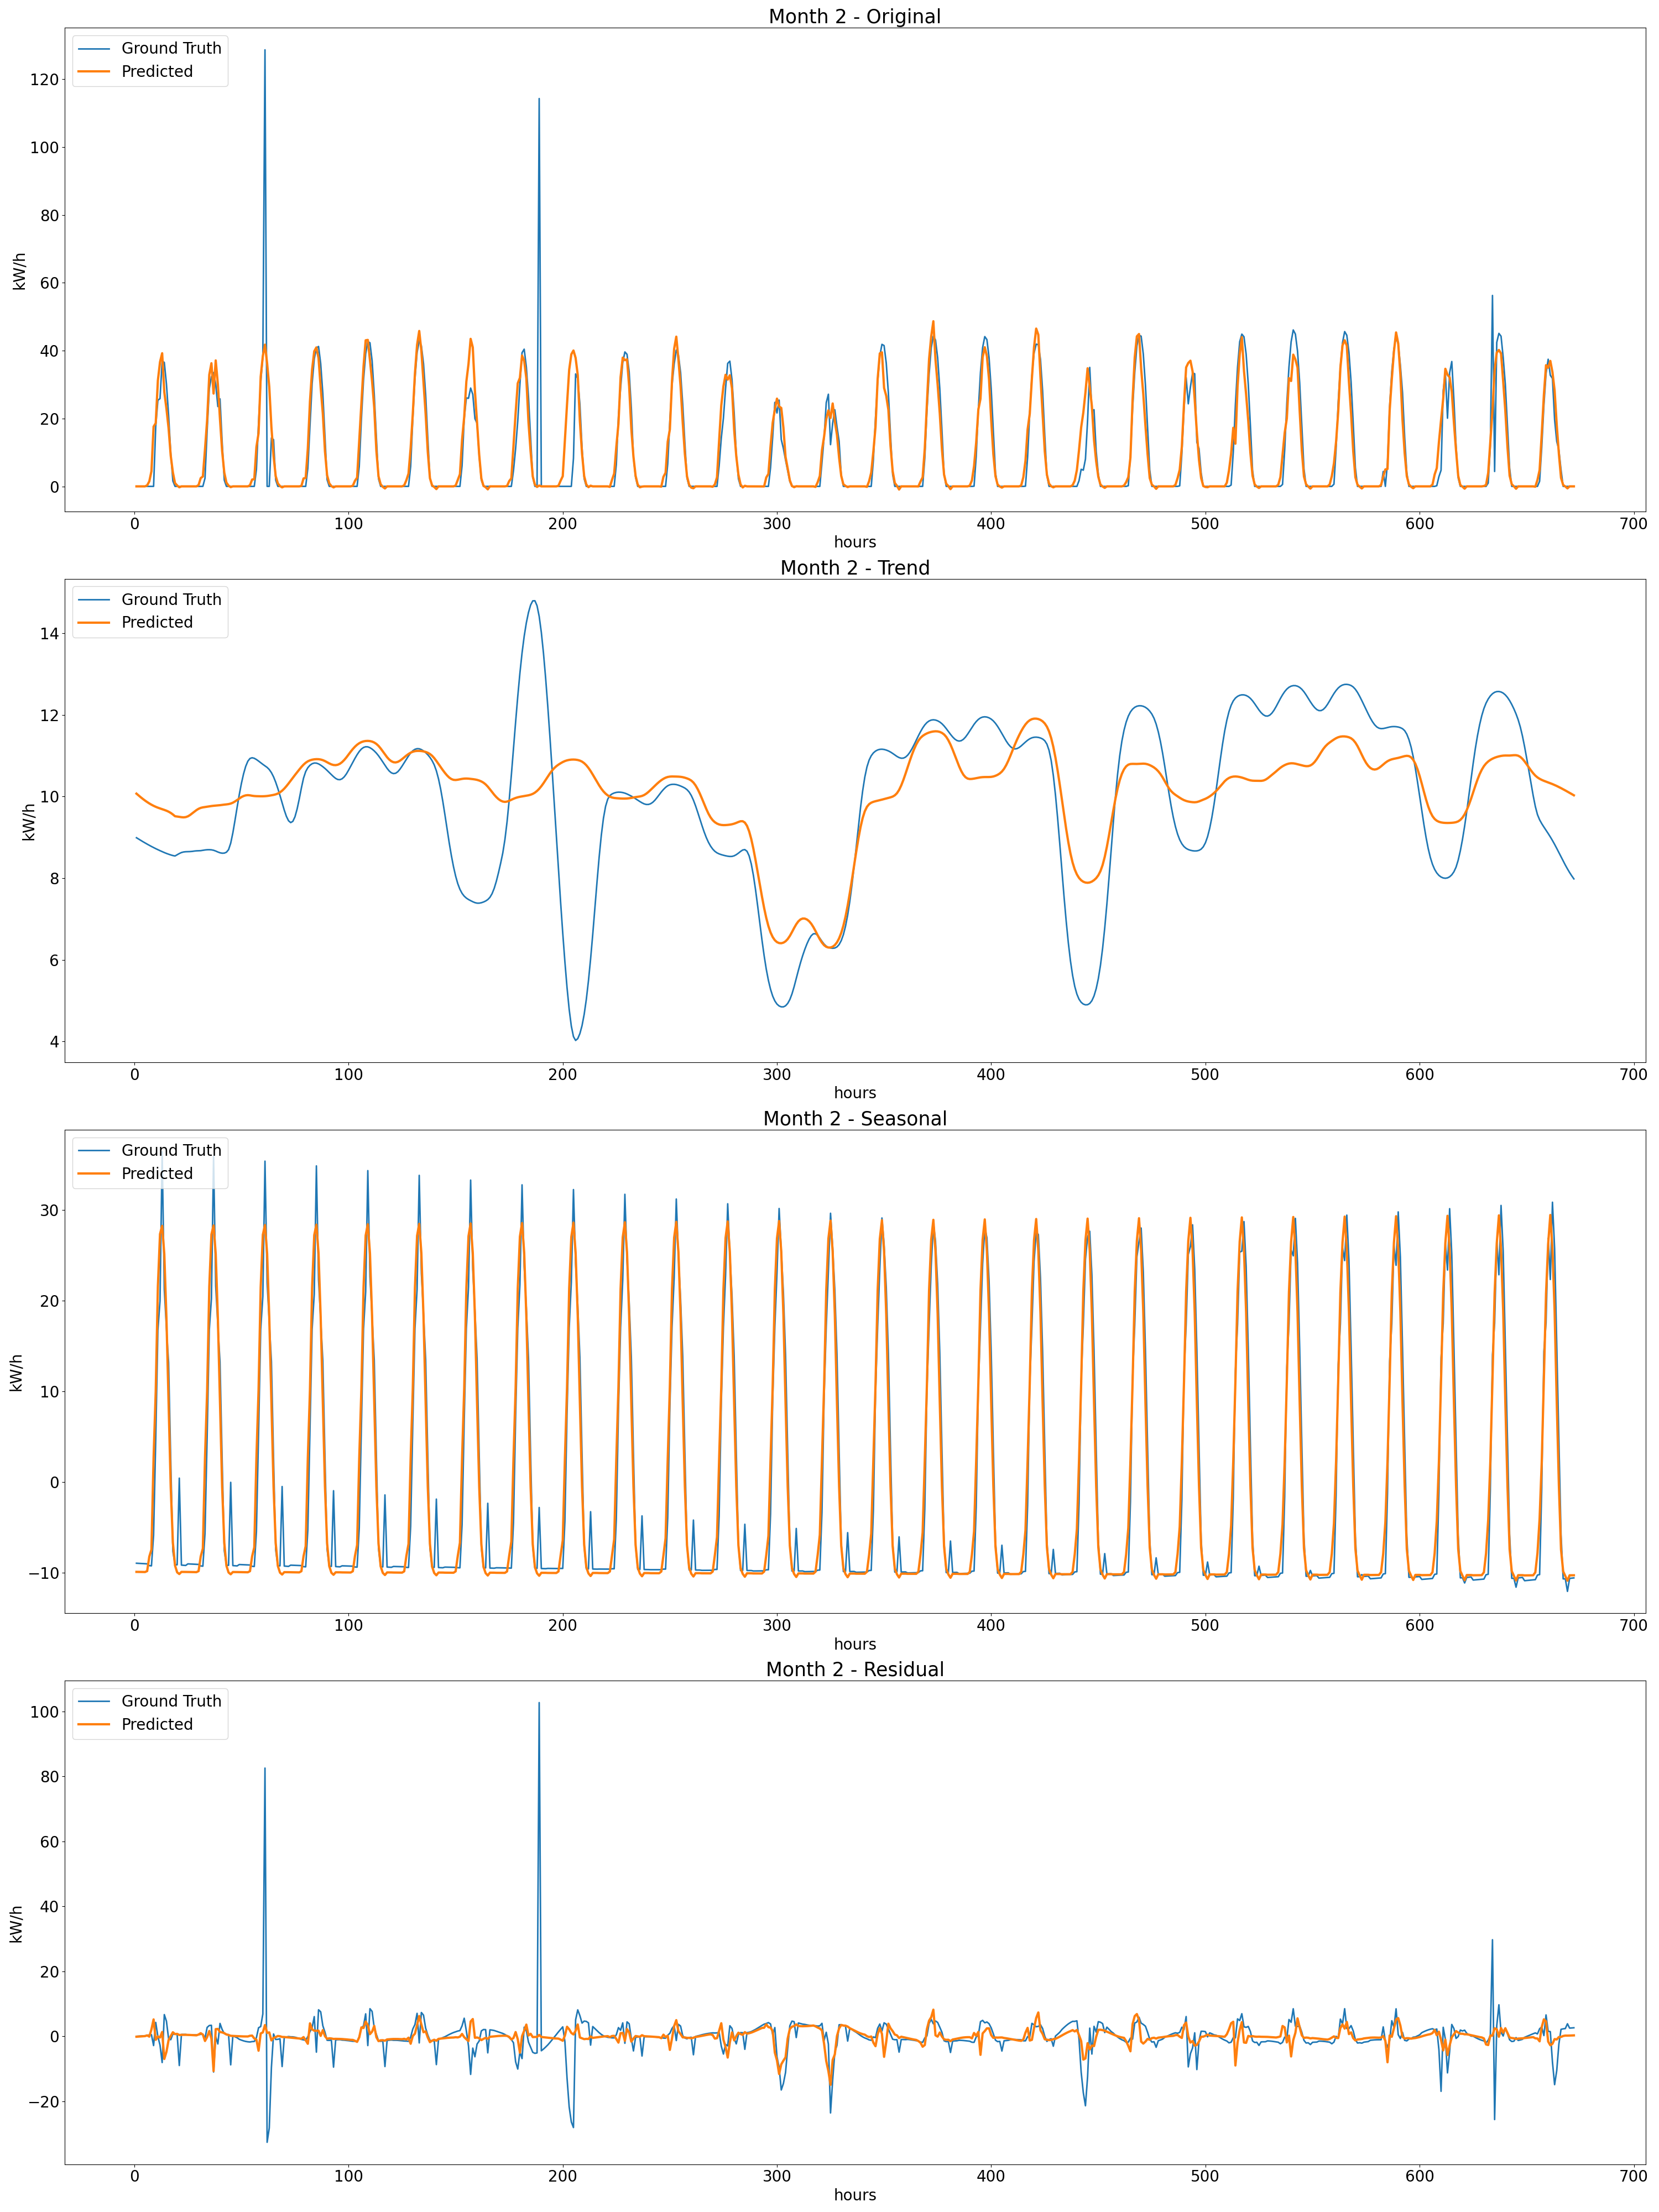 Month 2 - Original
Ground Truth
Predicted
120
100
80
60
40
20
0
kW/h
0 100 200 300 400 500 600 700
hours
Month 2 - Trend
Ground Truth
Predicted
14
12
10
8
6
4
kW/h
0 100 200 300 400 500 600 700
hours
Month 2 - Seasonal
Ground Truth
Predicted
30
20
10
0
−10
kW/h
0 100 200 300 400 500 600 700
hours
Month 2 - Residual
Ground Truth
Predicted
100
80
60
40
20
0
−20
kW/h
0 100 200 300 400 500 600 700
hours